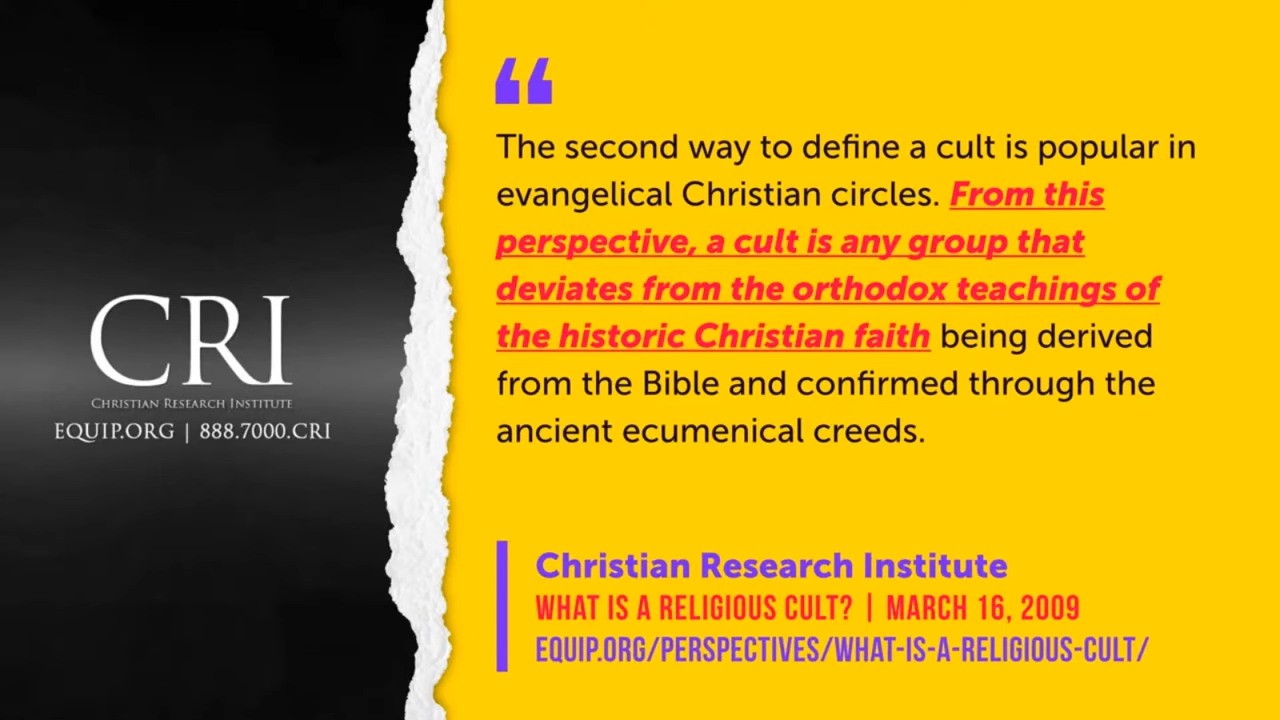 CRI
CHRISTIAN RESEARCH INSTITUTE
EQUIP.ORG | 888.7000.CRI
“
The second way to define a cult is popular in
evangelical Christian circles. From this
perspective, a cult is any group that
deviates from the orthodox teachings of
the historic Christian faith being derived
from the Bible and confirmed through the
ancient ecumenical creeds.
Christian Research Institute
WHAT IS A RELIGIOUS CULT? | MARCH 16, 2009
EQUIP.ORG/PERSPECTIVES/WHAT-IS-A-RELIGIOUS-CULT/